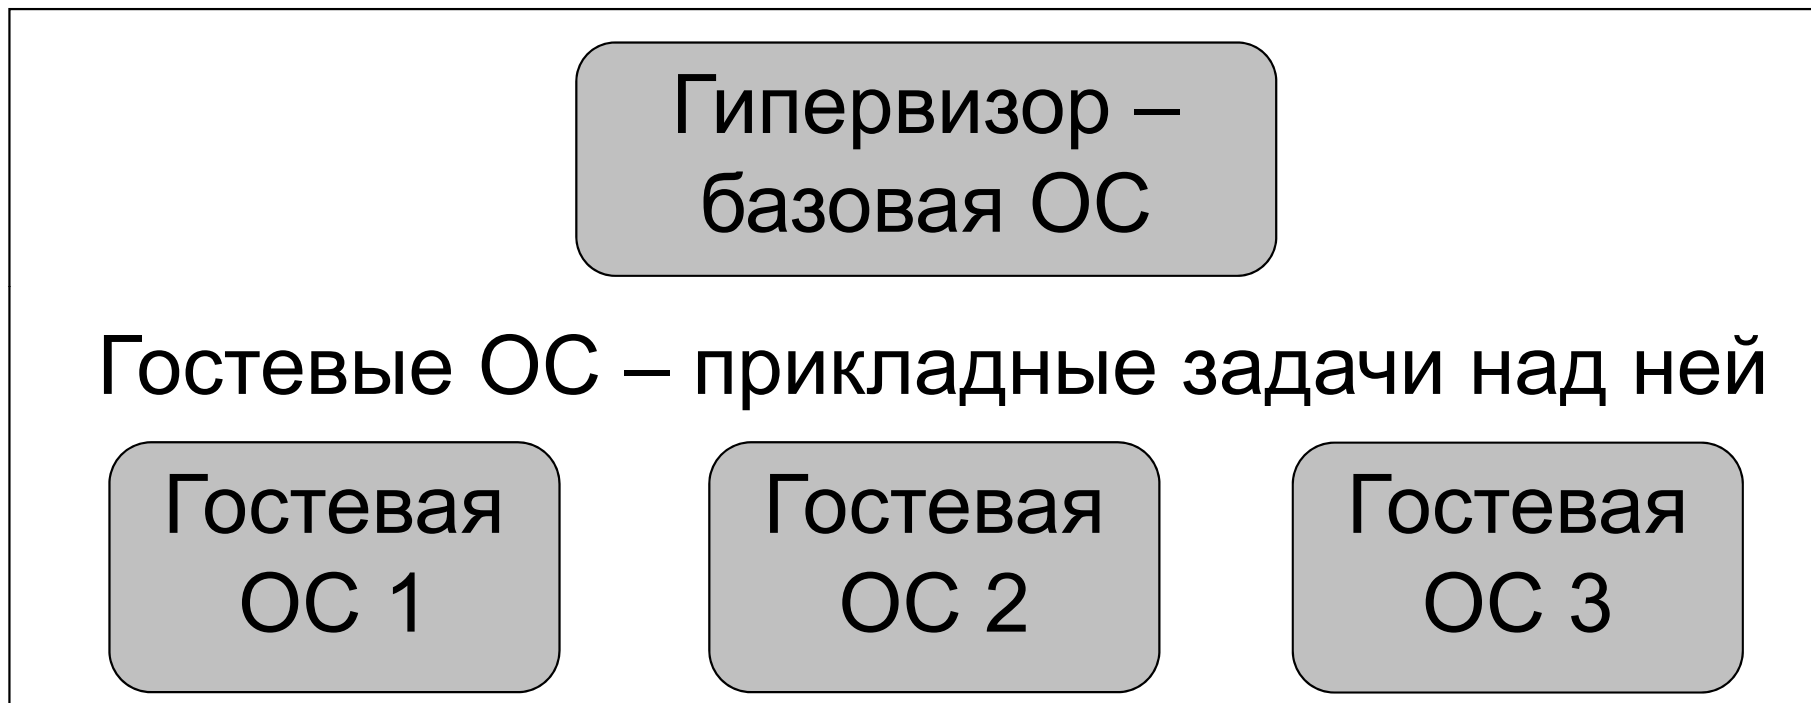 Гипервизор –
базовая ОС
Гостевые ОС – прикладные задачи над ней
Гостевая
ОС 1
Гостевая
ОС 2
Гостевая
ОС 3